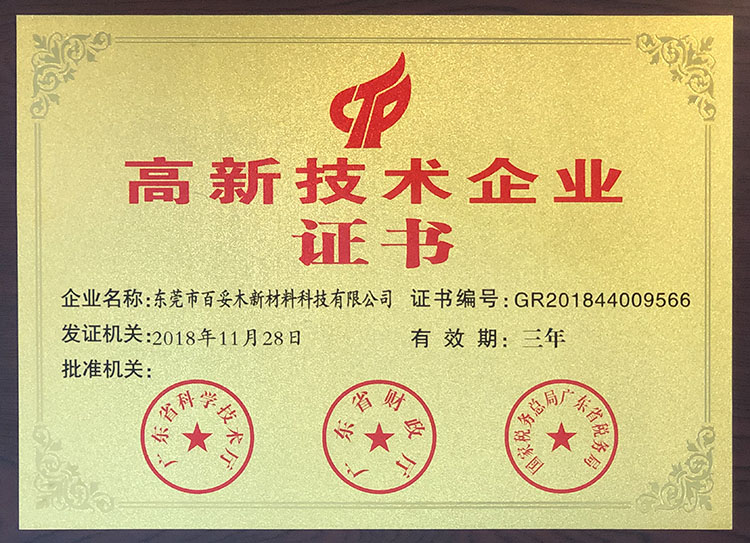 高新技术企业
证书
企业名称:东莞市百妥木新材料科技有限公司 证书编号:GR201844009566
发证机关:2018年11月28日 有效期:三年
批准机关:
广东省科学技术厅
广东省财政厅
国家税务总局广东省税务局